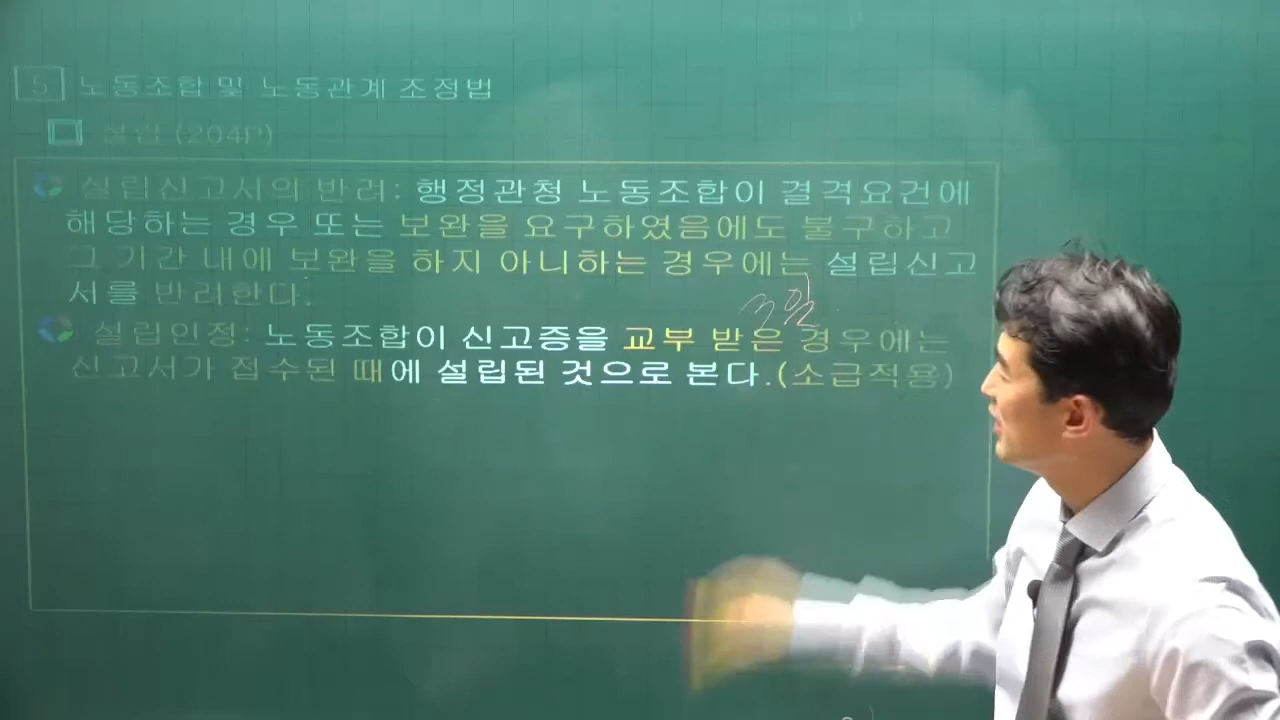 5 노동조합 및 노동관계 조정법
설립 (204P)
설립신고서의 반려: 행정관청 노동조합이 결격요건에
해당하는 경우 또는 보완을 요구하였음에도 불구하고
그 기간 내에 보완을 하지 아니하는 경우에는 설립신고
서를 반려한다.
3일
설립인정: 노동조합이 신고증을 교부 받은 경우에는
신고서가 접수된 때에 설립된 것으로 본다.(소급적용)